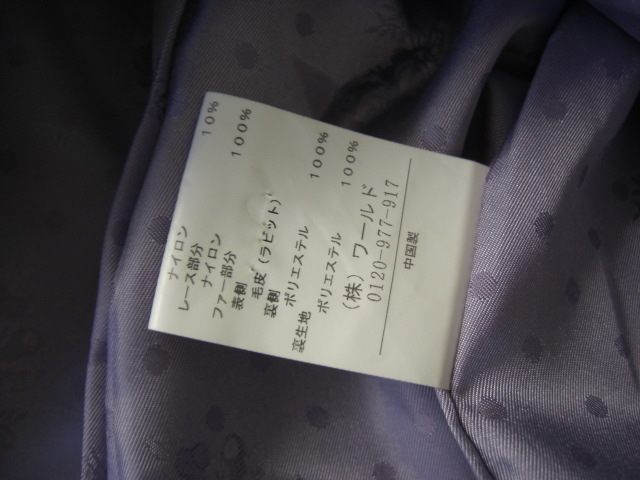 ナイロン 10%
レース部分
ナイロン 100%
ファー部分
表側
毛皮(ラビット)
裏側
ポリエステル 100%
裏生地
ポリエステル 100%
(株)ワールド
0120-977-917
中国製